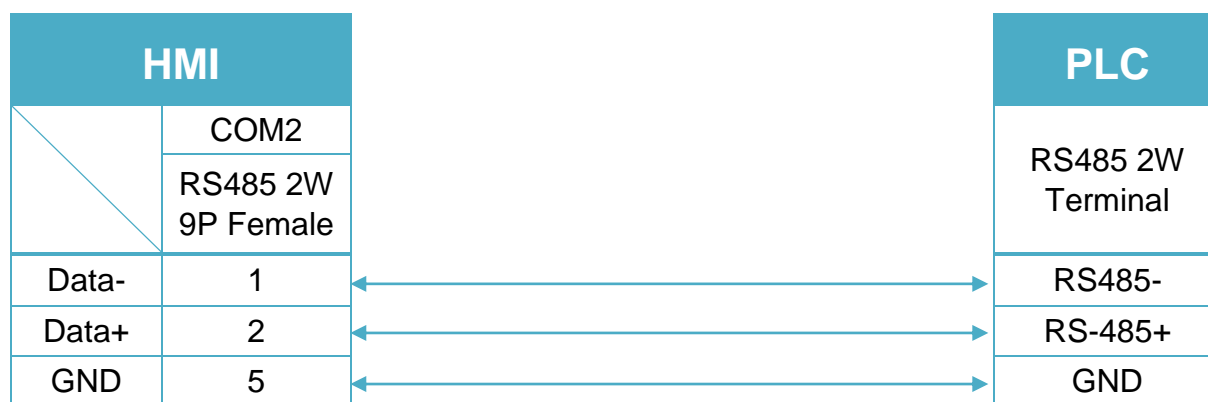 HMI
PLC
COM2
RS485 2W
9P Female
RS485 2W
Terminal
Data- 1 RS485-
Data+ 2 RS-485+
GND 5 GND